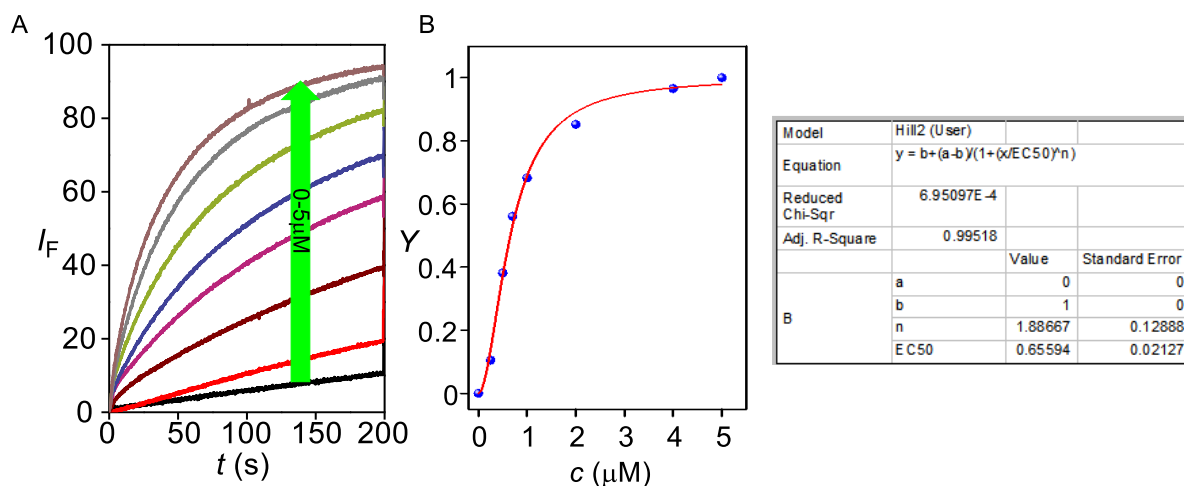 A
B
I_F
100
80
60
40
20
0
0-5μM
0 50 100 150 200
t (s)
Y
1
0.8
0.6
0.4
0.2
0
0 1 2 3 4 5
c (μM)
Model Hill2 (User)
Equation y = b+(a-b)/(1+(x/EC50)^n)
Reduced Chi-Sqr 6.95097E-4
Adj. R-Square 0.99518
Value Standard Error
B a 0 0
b 1 0
n 1.88667 0.12888
EC50 0.65594 0.02127